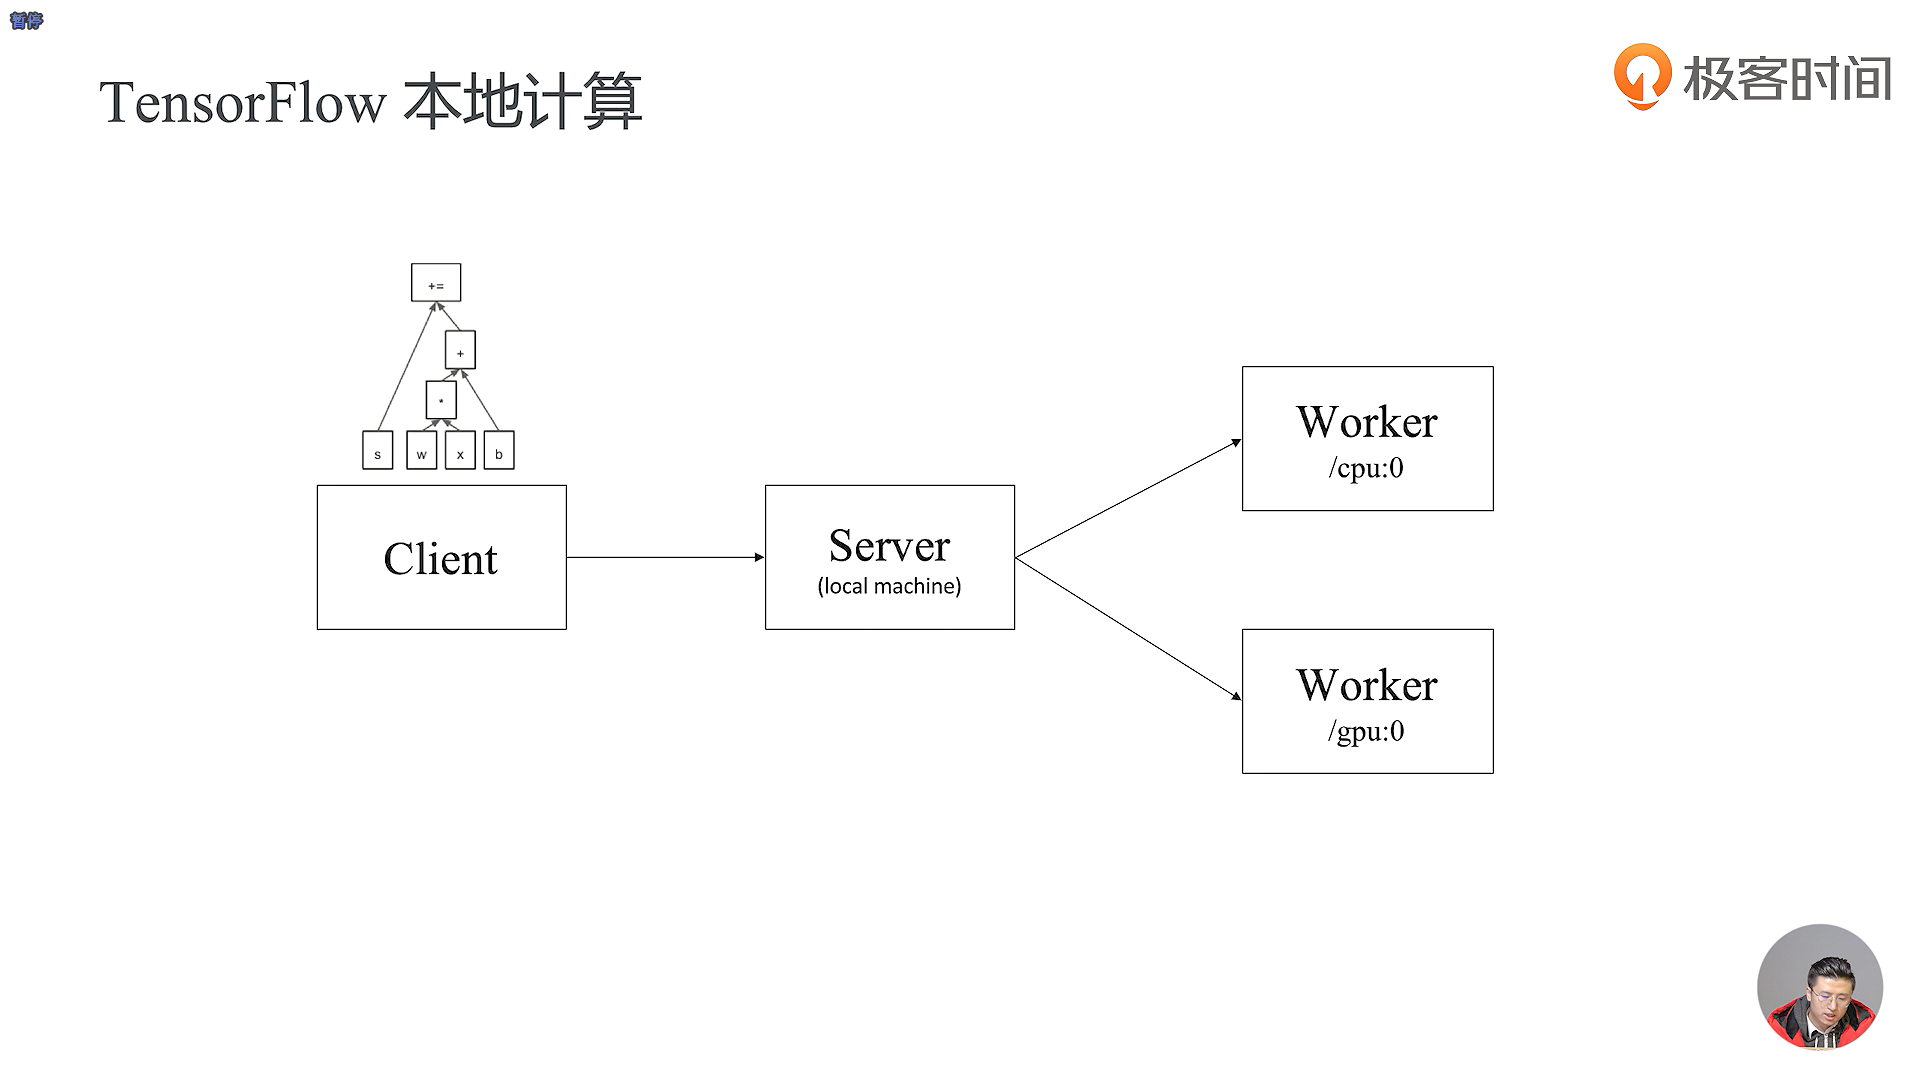 暂停
TensorFlow 本地计算
极客时间
+=
+
*
s w x b
Client
Server
(local machine)
Worker
/cpu:0
Worker
/gpu:0